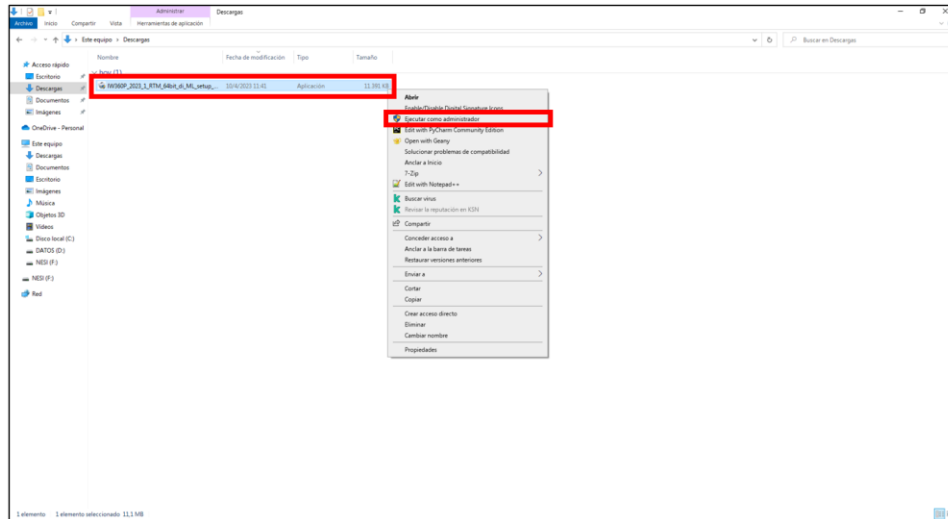 Administrar
Descargas
Archivo
Inicio
Compartir
Vista
Herramientas de aplicación
Este equipo
Descargas
Buscar en Descargas
Nombre
Fecha de modificación
Tipo
Tamaño
hoy (1)
IW360P_2023_1_RTM_64bit_di_ML_setup_...
10/4/2023 11:41
Aplicación
11.391 KB
Acceso rápido
Escritorio
Descargas
Documentos
Imágenes
OneDrive - Personal
Este equipo
Descargas
Documentos
Escritorio
Imágenes
Música
Objetos 3D
Vídeos
Disco local (C:)
DATOS (D:)
NESI (F:)
NESI (F:)
Red
Abrir
Enable/Disable Digital Signature Icons
Ejecutar como administrador
Edit with PyCharm Community Edition
Open with Geany
Solucionar problemas de compatibilidad
Anclar a Inicio
7-Zip
Edit with Notepad++
Buscar virus
Revisar la reputación en KSN
Compartir
Conceder acceso a
Anclar a la barra de tareas
Restaurar versiones anteriores
Enviar a
Cortar
Copiar
Crear acceso directo
Eliminar
Cambiar nombre
Propiedades
1 elemento
1 elemento seleccionado 11,1 MB